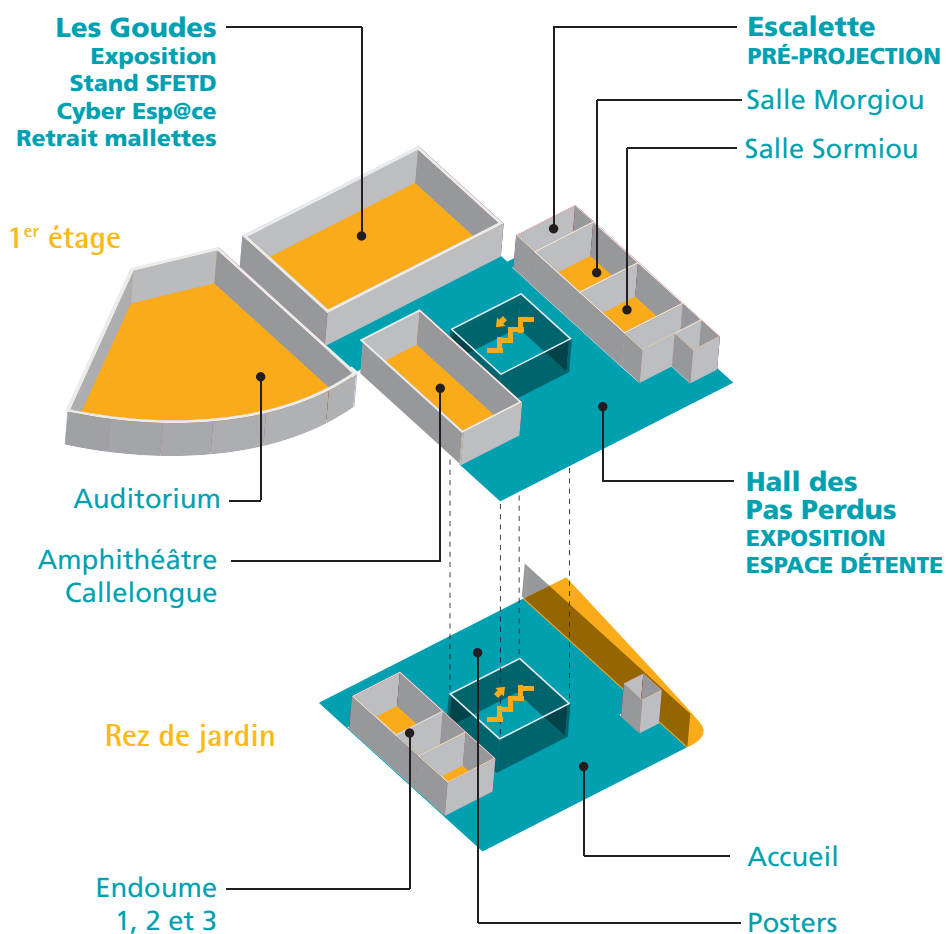 Les Goudes
Exposition
Stand SFETD
Cyber Esp@ce
Retrait mallettes
Escalette
PRÉ-PROJECTION
Salle Morgiou
Salle Sormiou
1er étage
Auditorium
Amphithéâtre
Callelongue
Hall des
Pas Perdus
EXPOSITION
ESPACE DÉTENTE
Rez de jardin
Endoume
1, 2 et 3
Accueil
Posters